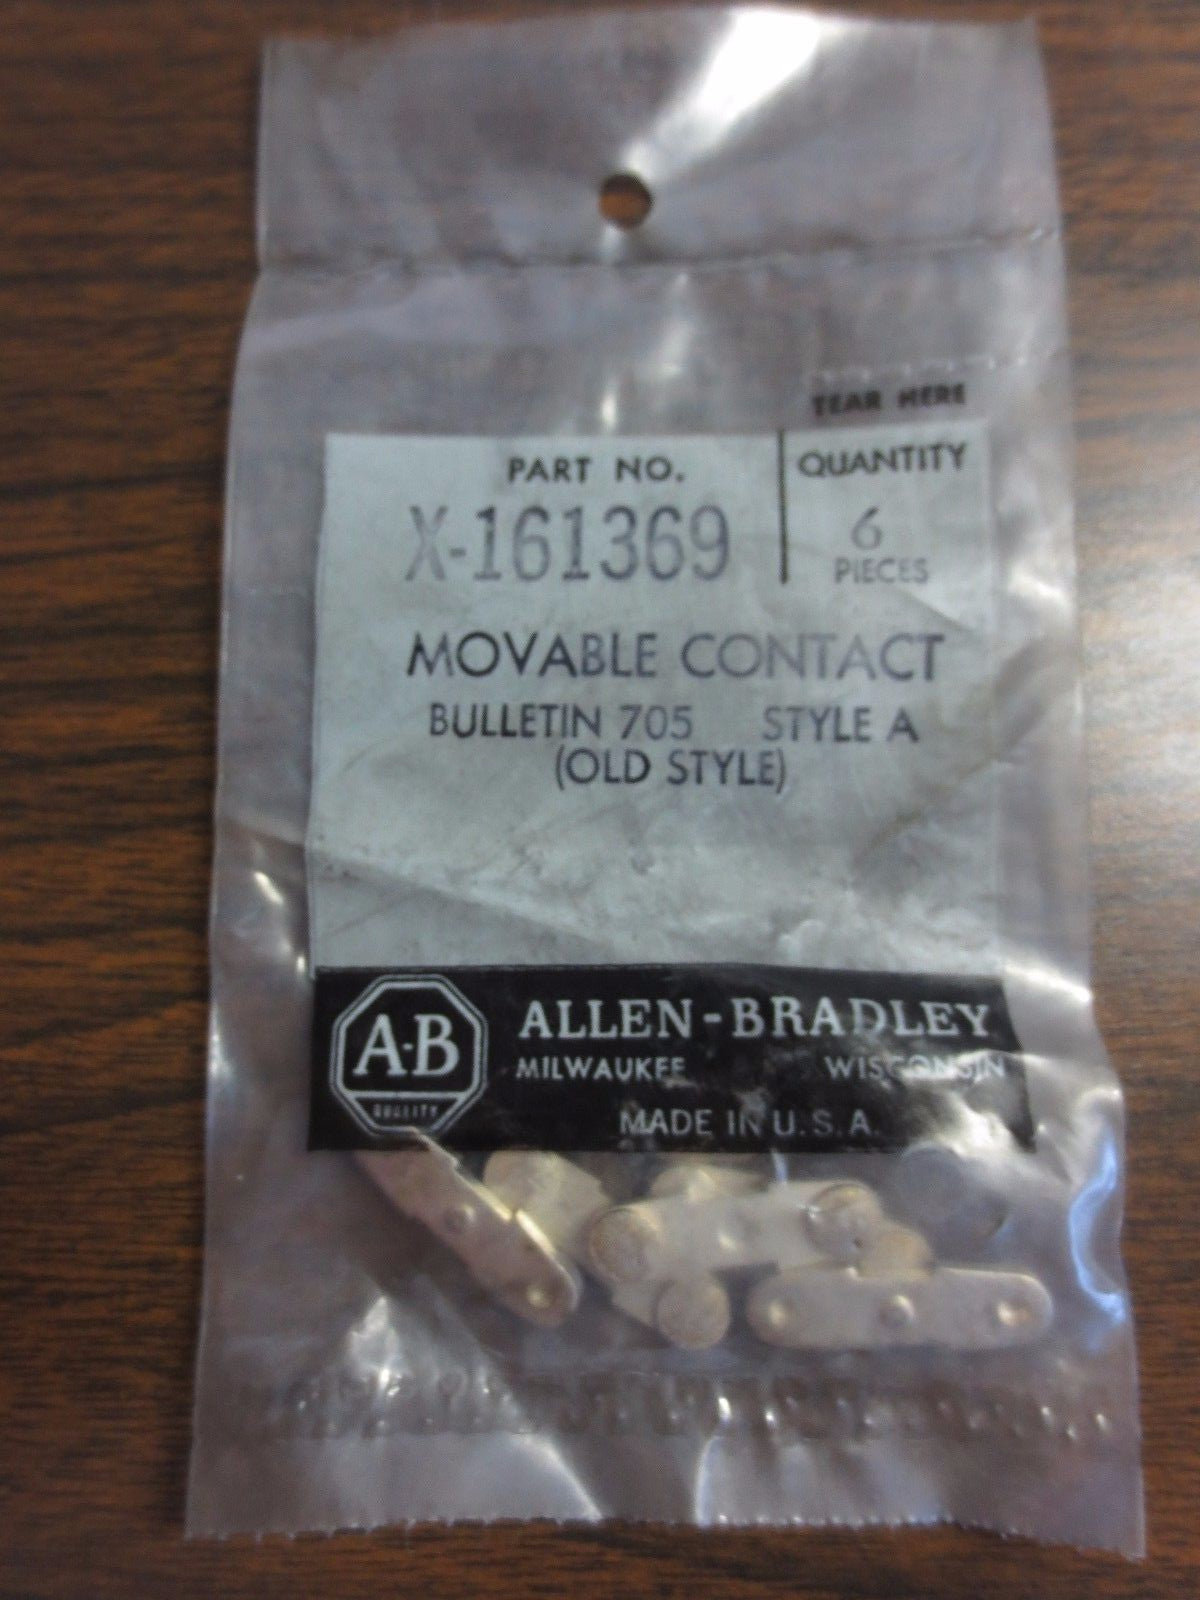 TEAR HERE
PART NO.
QUANTITY
X-161369
6
PIECES
MOVABLE CONTACT
BULLETIN 705 STYLE A
(OLD STYLE)
A-B
QUALITY
ALLEN-BRADLEY
MILWAUKEE WISCONSIN
MADE IN U.S.A.